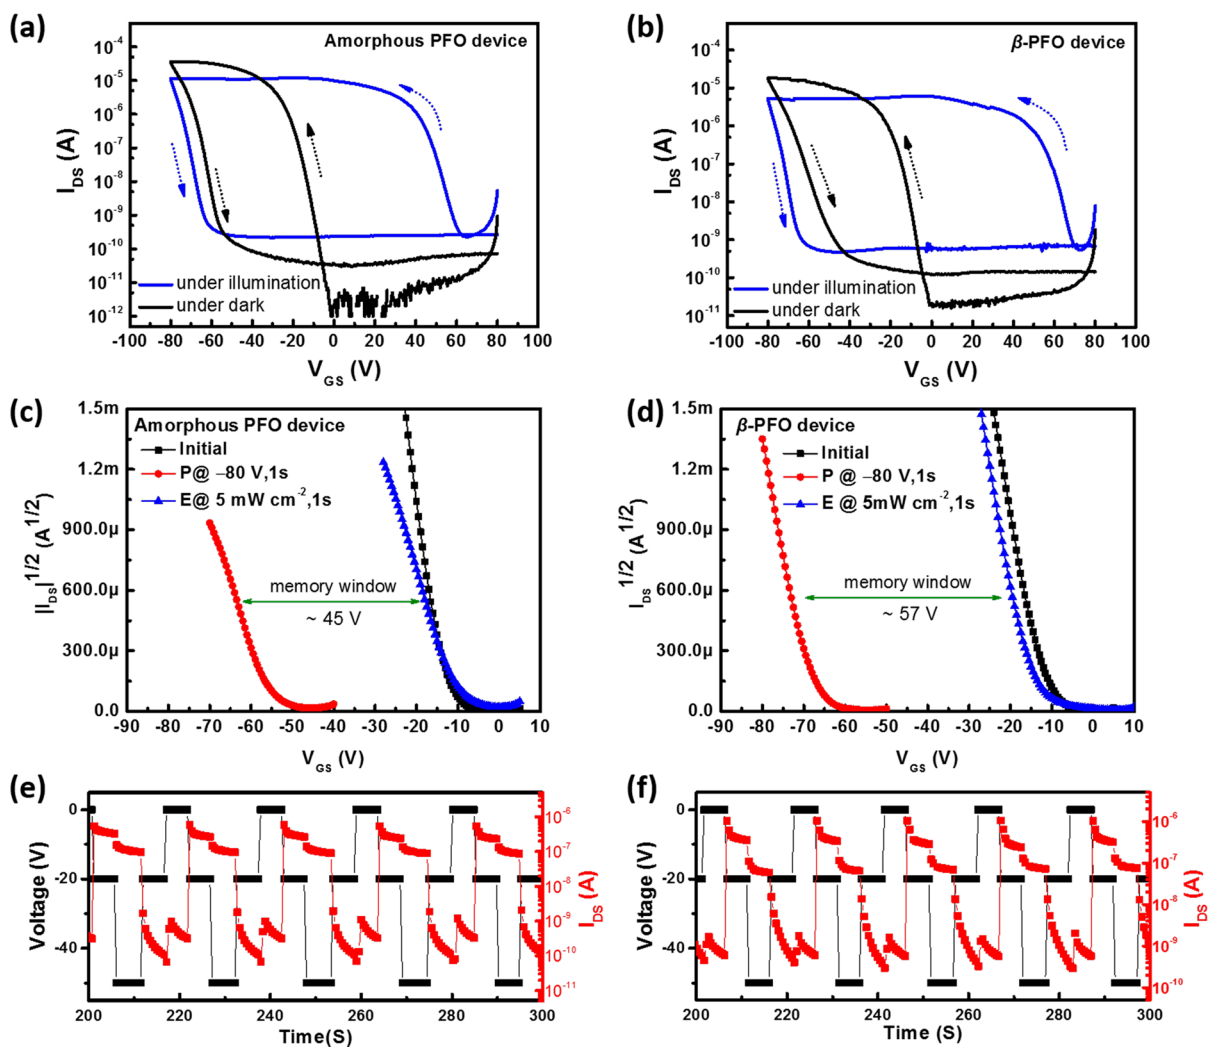 (a)
Amorphous PFO device
10⁻⁴
10⁻⁵
10⁻⁶
10⁻⁷
10⁻⁸
10⁻⁹
10⁻¹⁰
10⁻¹¹
10⁻¹²
I_DS (A)
under illumination
under dark
-100 -80 -60 -40 -20 0 20 40 60 80 100
V_GS (V)
(b)
β-PFO device
10⁻⁴
10⁻⁵
10⁻⁶
10⁻⁷
10⁻⁸
10⁻⁹
10⁻¹⁰
10⁻¹¹
I_DS (A)
under illumination
under dark
-100 -80 -60 -40 -20 0 20 40 60 80 100
V_GS (V)
(c)
1.5m
1.2m
900.0µ
600.0µ
300.0µ
0.0
|I_DS|^1/2 (A^1/2)
Amorphous PFO device
Initial
P@ –80 V,1s
E@ 5 mW cm⁻²,1s
memory window
~ 45 V
-90 -80 -70 -60 -50 -40 -30 -20 -10 0 10
V_GS (V)
(d)
1.5m
1.2m
900.0µ
600.0µ
300.0µ
0.0
I_DS^1/2 (A^1/2)
β-PFO device
Initial
P @ –80 V,1s
E @ 5mW cm⁻²,1s
memory window
~ 57 V
-90 -80 -70 -60 -50 -40 -30 -20 -10 0 10
V_GS (V)
(e)
0
-20
-40
Voltage (V)
10⁻⁶
10⁻⁷
10⁻⁸
10⁻⁹
10⁻¹⁰
10⁻¹¹
I_DS (A)
200 220 240 260 280 300
Time(S)
(f)
0
-20
-40
Voltage (V)
10⁻⁶
10⁻⁷
10⁻⁸
10⁻⁹
10⁻¹⁰
I_DS (A)
200 220 240 260 280 300
Time (S)